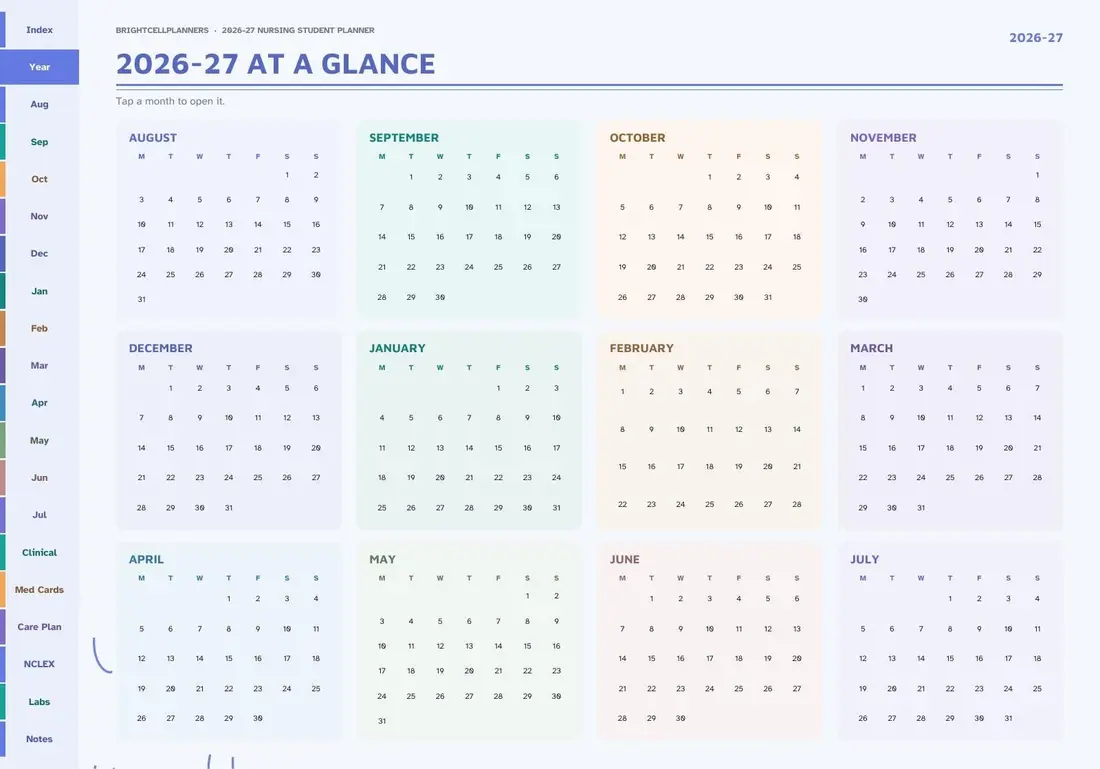 Index
Year
Aug
Sep
Oct
Nov
Dec
Jan
Feb
Mar
Apr
May
Jun
Jul
Clinical
Med Cards
Care Plan
NCLEX
Labs
Notes
BRIGHTCELLPLANNERS · 2026-27 NURSING STUDENT PLANNER
2026-27
2026-27 AT A GLANCE
Tap a month to open it.
AUGUST
M T W T F S S
1 2
3 4 5 6 7 8 9
10 11 12 13 14 15 16
17 18 19 20 21 22 23
24 25 26 27 28 29 30
31
SEPTEMBER
M T W T F S S
1 2 3 4 5 6
7 8 9 10 11 12 13
14 15 16 17 18 19 20
21 22 23 24 25 26 27
28 29 30
OCTOBER
M T W T F S S
1 2 3 4
5 6 7 8 9 10 11
12 13 14 15 16 17 18
19 20 21 22 23 24 25
26 27 28 29 30 31
NOVEMBER
M T W T F S S
1
2 3 4 5 6 7 8
9 10 11 12 13 14 15
16 17 18 19 20 21 22
23 24 25 26 27 28 29
30
DECEMBER
M T W T F S S
1 2 3 4 5 6
7 8 9 10 11 12 13
14 15 16 17 18 19 20
21 22 23 24 25 26 27
28 29 30 31
JANUARY
M T W T F S S
1 2 3
4 5 6 7 8 9 10
11 12 13 14 15 16 17
18 19 20 21 22 23 24
25 26 27 28 29 30 31
FEBRUARY
M T W T F S S
1 2 3 4 5 6 7
8 9 10 11 12 13 14
15 16 17 18 19 20 21
22 23 24 25 26 27 28
MARCH
M T W T F S S
1 2 3 4 5 6 7
8 9 10 11 12 13 14
15 16 17 18 19 20 21
22 23 24 25 26 27 28
29 30 31
APRIL
M T W T F S S
1 2 3 4
5 6 7 8 9 10 11
12 13 14 15 16 17 18
19 20 21 22 23 24 25
26 27 28 29 30
MAY
M T W T F S S
1 2
3 4 5 6 7 8 9
10 11 12 13 14 15 16
17 18 19 20 21 22 23
24 25 26 27 28 29 30
31
JUNE
M T W T F S S
1 2 3 4 5 6
7 8 9 10 11 12 13
14 15 16 17 18 19 20
21 22 23 24 25 26 27
28 29 30
JULY
M T W T F S S
1 2 3 4
5 6 7 8 9 10 11
12 13 14 15 16 17 18
19 20 21 22 23 24 25
26 27 28 29 30 31